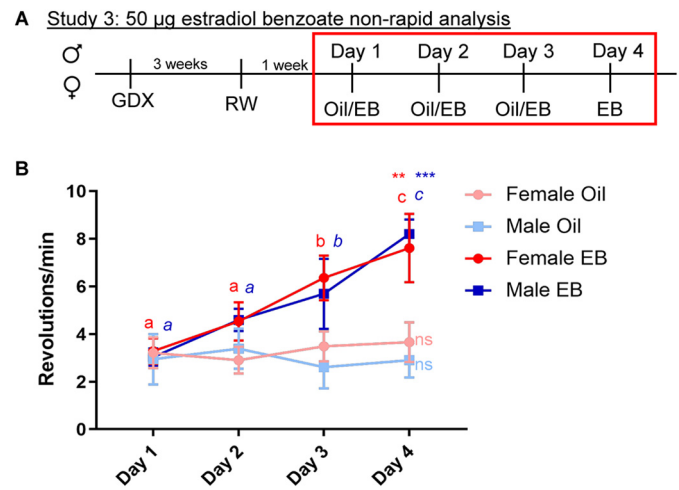 A Study 3: 50 µg estradiol benzoate non-rapid analysis
♂
♀
3 weeks 1 week
Day 1 Day 2 Day 3 Day 4
GDX RW Oil/EB Oil/EB Oil/EB EB
B
Revolutions/min
10
8
6
4
2
0
a a
a a
b b
** ***
c c
ns
ns
Day 1 Day 2 Day 3 Day 4
Female Oil
Male Oil
Female EB
Male EB